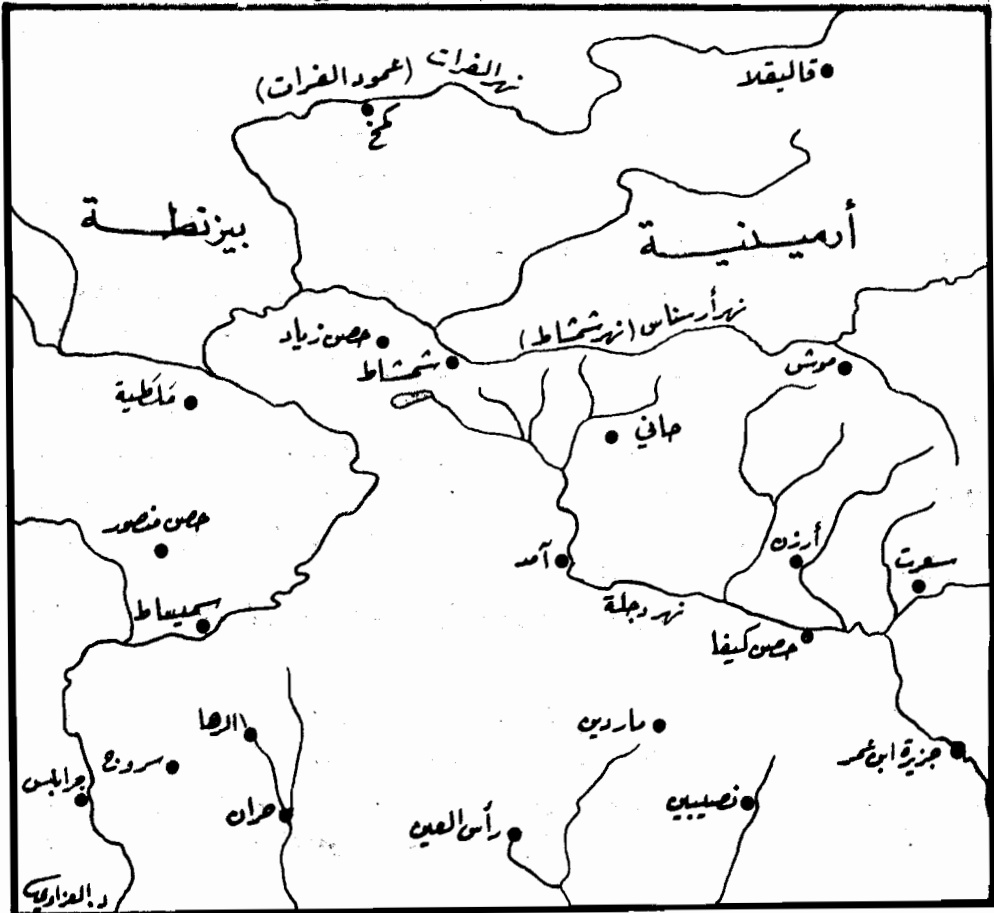 قاليقلا
نهر الفرات (عمود الفرات)
كمخ
بيزنطة
أرمينية
نهر أرسناس (نهر شمشاط)
حصن زياد
شمشاط
موش
ملطية
حاني
حصن منصور
أرزن
سعرت
آمد
سميساط
نهر دجلة
حصن كيفا
الرها
ماردين
سروج
جزيرة ابن عمر
جرابلس
حران
رأس العين
نصيبين
د. العزاوي